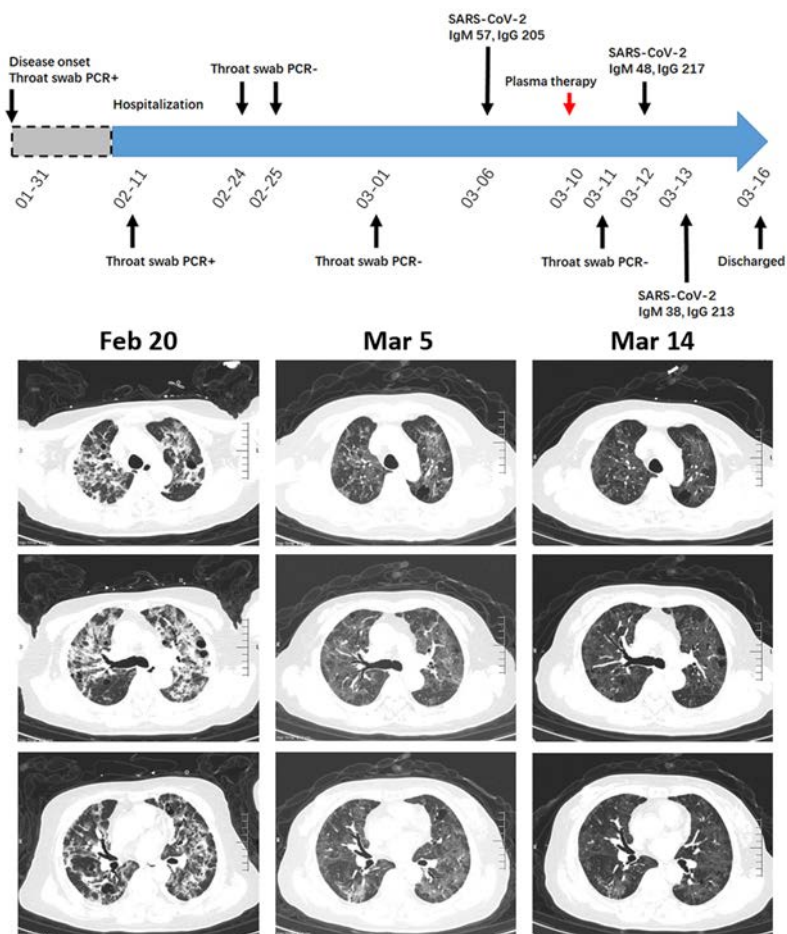 SARS-CoV-2
IgM 57, IgG 205
SARS-CoV-2
IgM 48, IgG 217
Disease onset
Throat swab PCR+
Throat swab PCR-
Plasma therapy
Hospitalization
01-31
02-11
02-24
02-25
03-01
03-06
03-10
03-11
03-12
03-13
03-16
Throat swab PCR+
Throat swab PCR-
Throat swab PCR-
Discharged
SARS-CoV-2
IgM 38, IgG 213
Feb 20
Mar 5
Mar 14